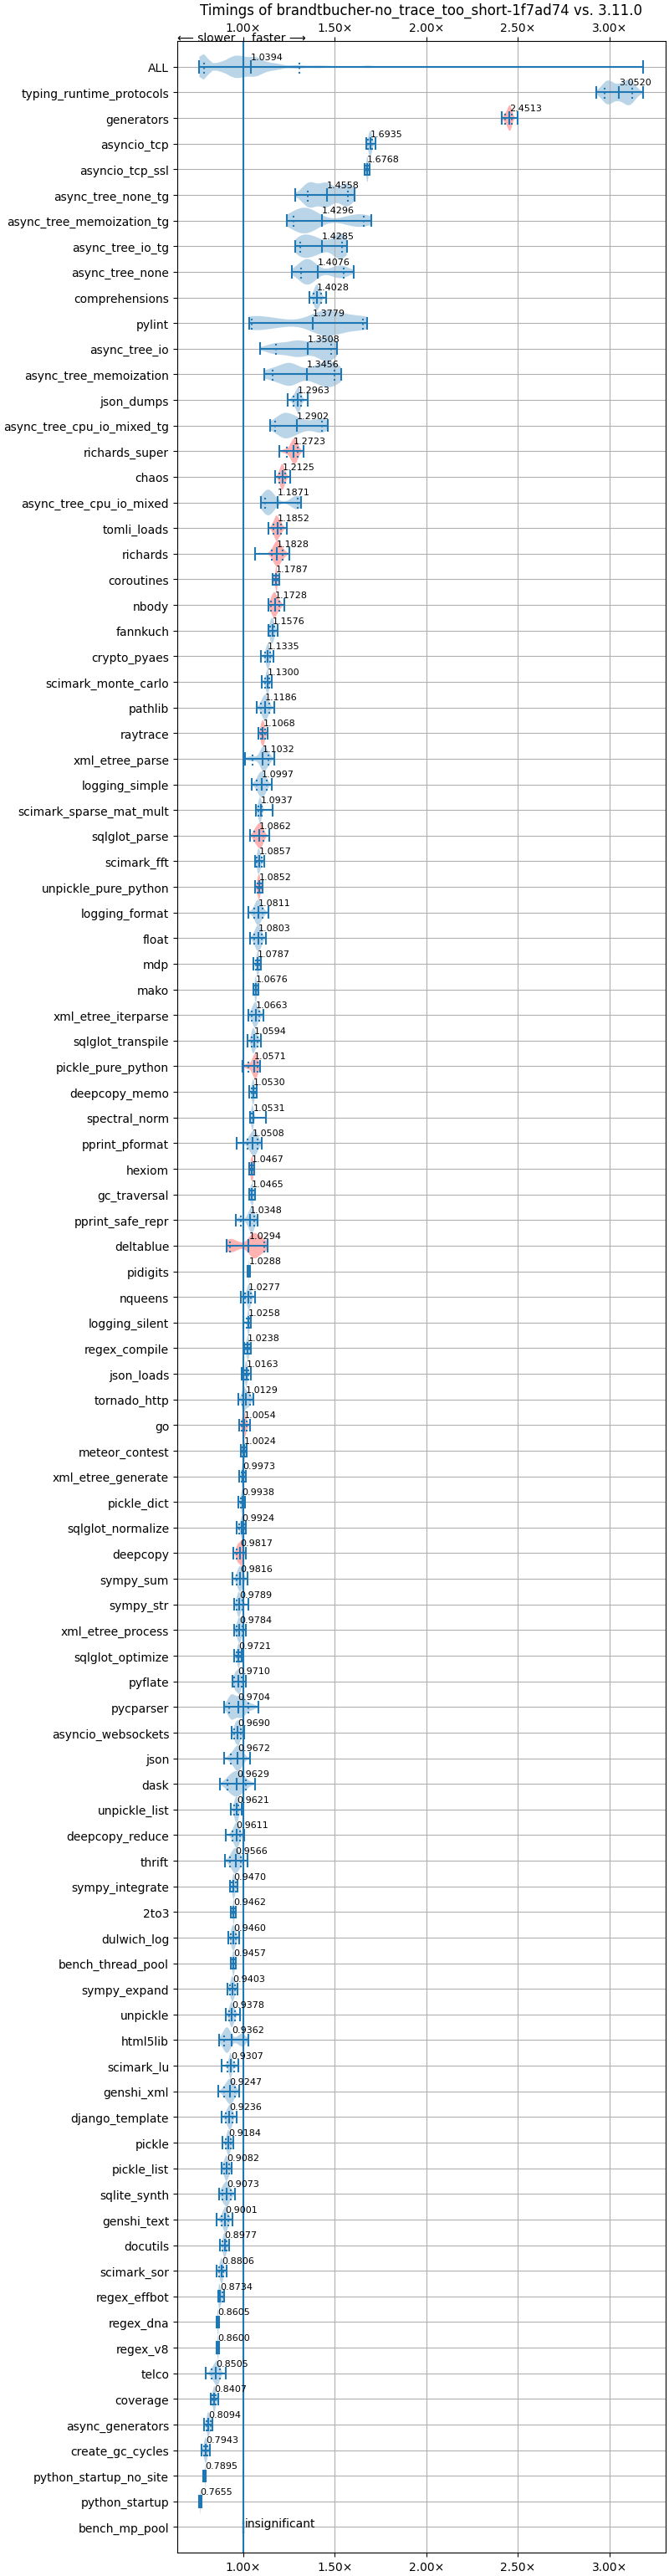 Timings of brandtbucher-no_trace_too_short-1f7ad74 vs. 3.11.0
1.00× 1.50× 2.00× 2.50× 3.00×
⟵ slower faster ⟶
ALL 1.0394
typing_runtime_protocols 3.0520
generators 2.4513
asyncio_tcp 1.6935
asyncio_tcp_ssl 1.6768
async_tree_none_tg 1.4558
async_tree_memoization_tg 1.4296
async_tree_io_tg 1.4285
async_tree_none 1.4076
comprehensions 1.4028
pylint 1.3779
async_tree_io 1.3508
async_tree_memoization 1.3456
json_dumps 1.2963
async_tree_cpu_io_mixed_tg 1.2902
richards_super 1.2723
chaos 1.2125
async_tree_cpu_io_mixed 1.1871
tomli_loads 1.1852
richards 1.1828
coroutines 1.1787
nbody 1.1728
fannkuch 1.1576
crypto_pyaes 1.1335
scimark_monte_carlo 1.1300
pathlib 1.1186
raytrace 1.1068
xml_etree_parse 1.1032
logging_simple 1.0997
scimark_sparse_mat_mult 1.0937
sqlglot_parse 1.0862
scimark_fft 1.0857
unpickle_pure_python 1.0852
logging_format 1.0811
float 1.0803
mdp 1.0787
mako 1.0676
xml_etree_iterparse 1.0663
sqlglot_transpile 1.0594
pickle_pure_python 1.0571
deepcopy_memo 1.0530
spectral_norm 1.0531
pprint_pformat 1.0508
hexiom 1.0467
gc_traversal 1.0465
pprint_safe_repr 1.0348
deltablue 1.0294
pidigits 1.0288
nqueens 1.0277
logging_silent 1.0258
regex_compile 1.0238
json_loads 1.0163
tornado_http 1.0129
go 1.0054
meteor_contest 1.0024
xml_etree_generate 0.9973
pickle_dict 0.9938
sqlglot_normalize 0.9924
deepcopy 0.9817
sympy_sum 0.9816
sympy_str 0.9789
xml_etree_process 0.9784
sqlglot_optimize 0.9721
pyflate 0.9710
pycparser 0.9704
asyncio_websockets 0.9690
json 0.9672
dask 0.9629
unpickle_list 0.9621
deepcopy_reduce 0.9611
thrift 0.9566
sympy_integrate 0.9470
2to3 0.9462
dulwich_log 0.9460
bench_thread_pool 0.9457
sympy_expand 0.9403
unpickle 0.9378
html5lib 0.9362
scimark_lu 0.9307
genshi_xml 0.9247
django_template 0.9236
pickle 0.9184
pickle_list 0.9082
sqlite_synth 0.9073
genshi_text 0.9001
docutils 0.8977
scimark_sor 0.8806
regex_effbot 0.8734
regex_dna 0.8605
regex_v8 0.8600
telco 0.8505
coverage 0.8407
async_generators 0.8094
create_gc_cycles 0.7943
python_startup_no_site 0.7895
python_startup 0.7655
bench_mp_pool insignificant
1.00× 1.50× 2.00× 2.50× 3.00×